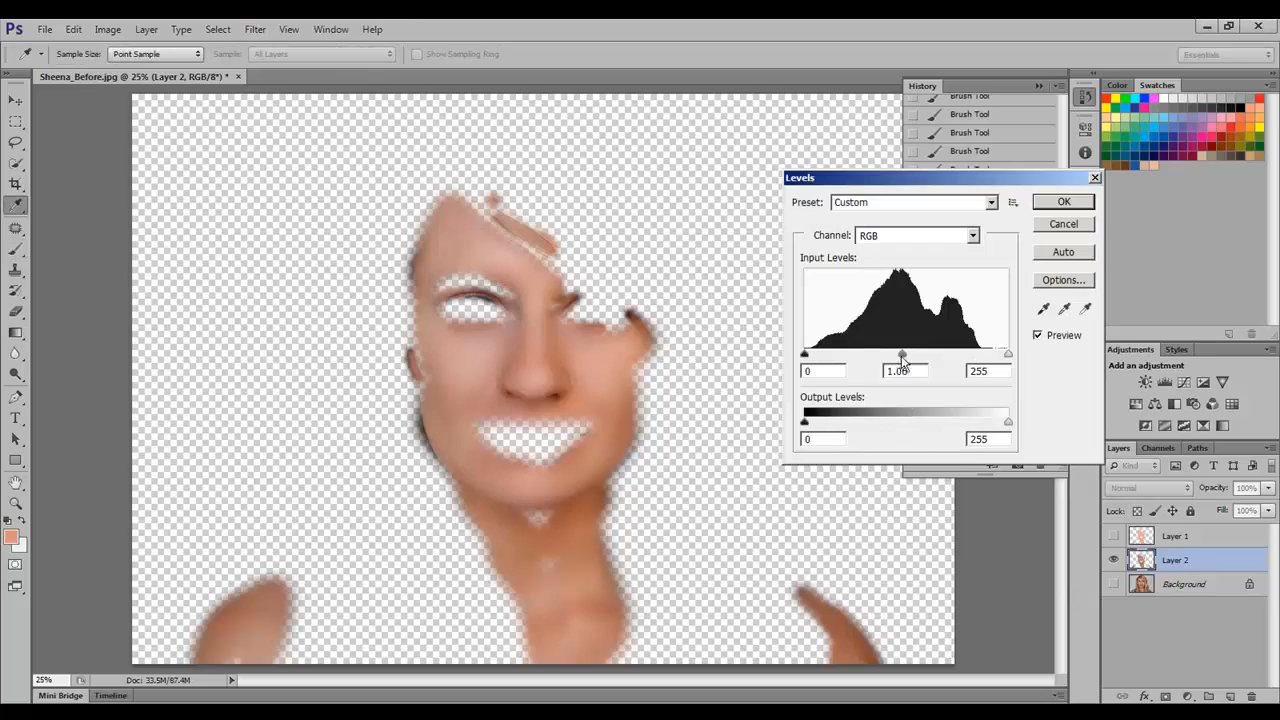 Ps File Edit Image Layer Type Select Filter View Window Help
Sample Size: Point Sample Sample: All Layers Show Sampling Ring Essentials
Sheena_Before.jpg @ 25% (Layer 2, RGB/8*) * ×
History
Brush Tool
Brush Tool
Brush Tool
Brush Tool
Color Swatches
Levels
Preset: Custom
OK
Channel: RGB
Cancel
Input Levels:
Auto
Options...
Preview
0 255
Output Levels:
0 255
Adjustments Styles
Add an adjustment
Layers Channels Paths
Kind
Normal Opacity: 100%
Lock: Fill: 100%
Layer 1
Layer 2
Background
25% Doc: 33.5M/87.4M
Mini Bridge Timeline